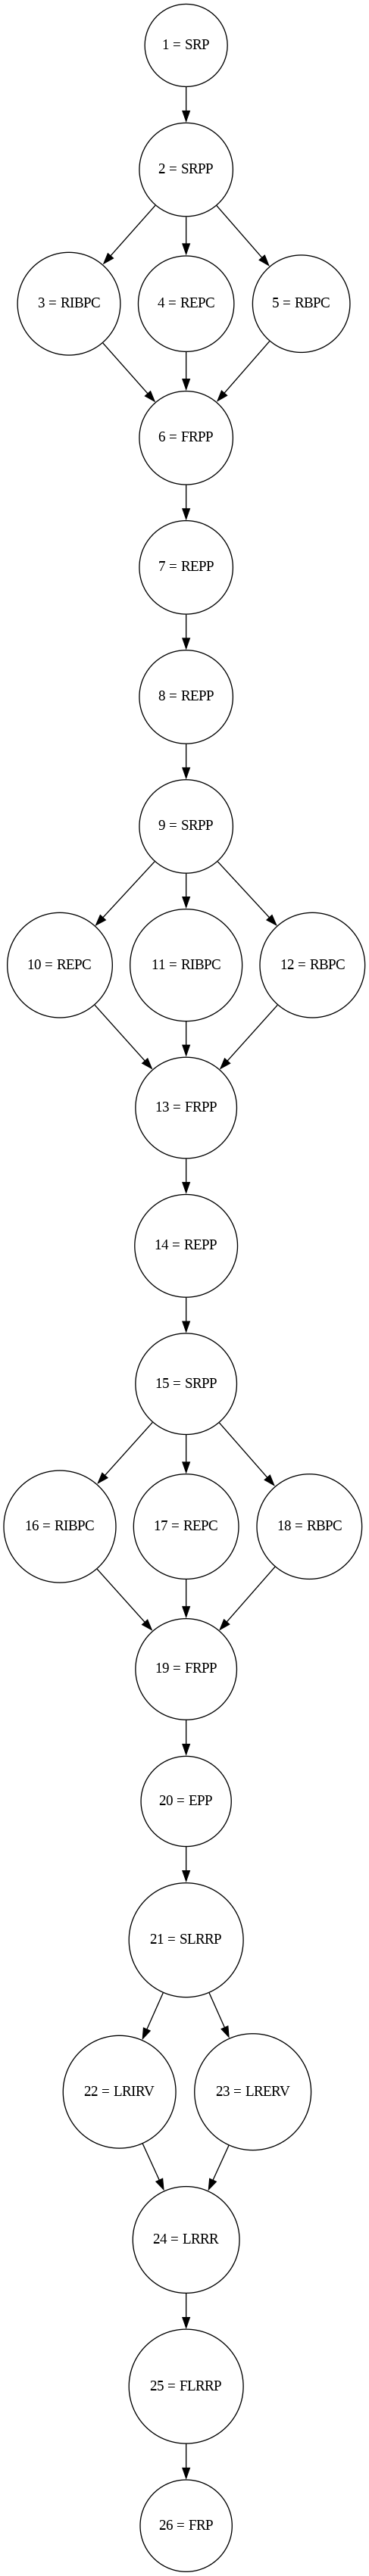 1 = SRP
2 = SRPP
3 = RIBPC
4 = REPC
5 = RBPC
6 = FRPP
7 = REPP
8 = REPP
9 = SRPP
10 = REPC
11 = RIBPC
12 = RBPC
13 = FRPP
14 = REPP
15 = SRPP
16 = RIBPC
17 = REPC
18 = RBPC
19 = FRPP
20 = EPP
21 = SLRRP
22 = LRIRV
23 = LRERV
24 = LRRR
25 = FLRRP
26 = FRP